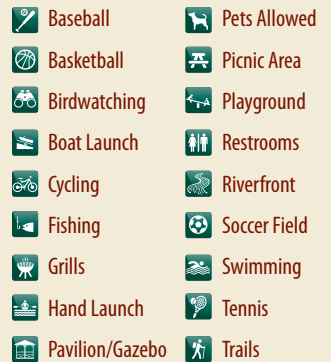 Baseball
Basketball
Birdwatching
Boat Launch
Cycling
Fishing
Grills
Hand Launch
Pavilion/Gazebo
Pets Allowed
Picnic Area
Playground
Restrooms
Riverfront
Soccer Field
Swimming
Tennis
Trails